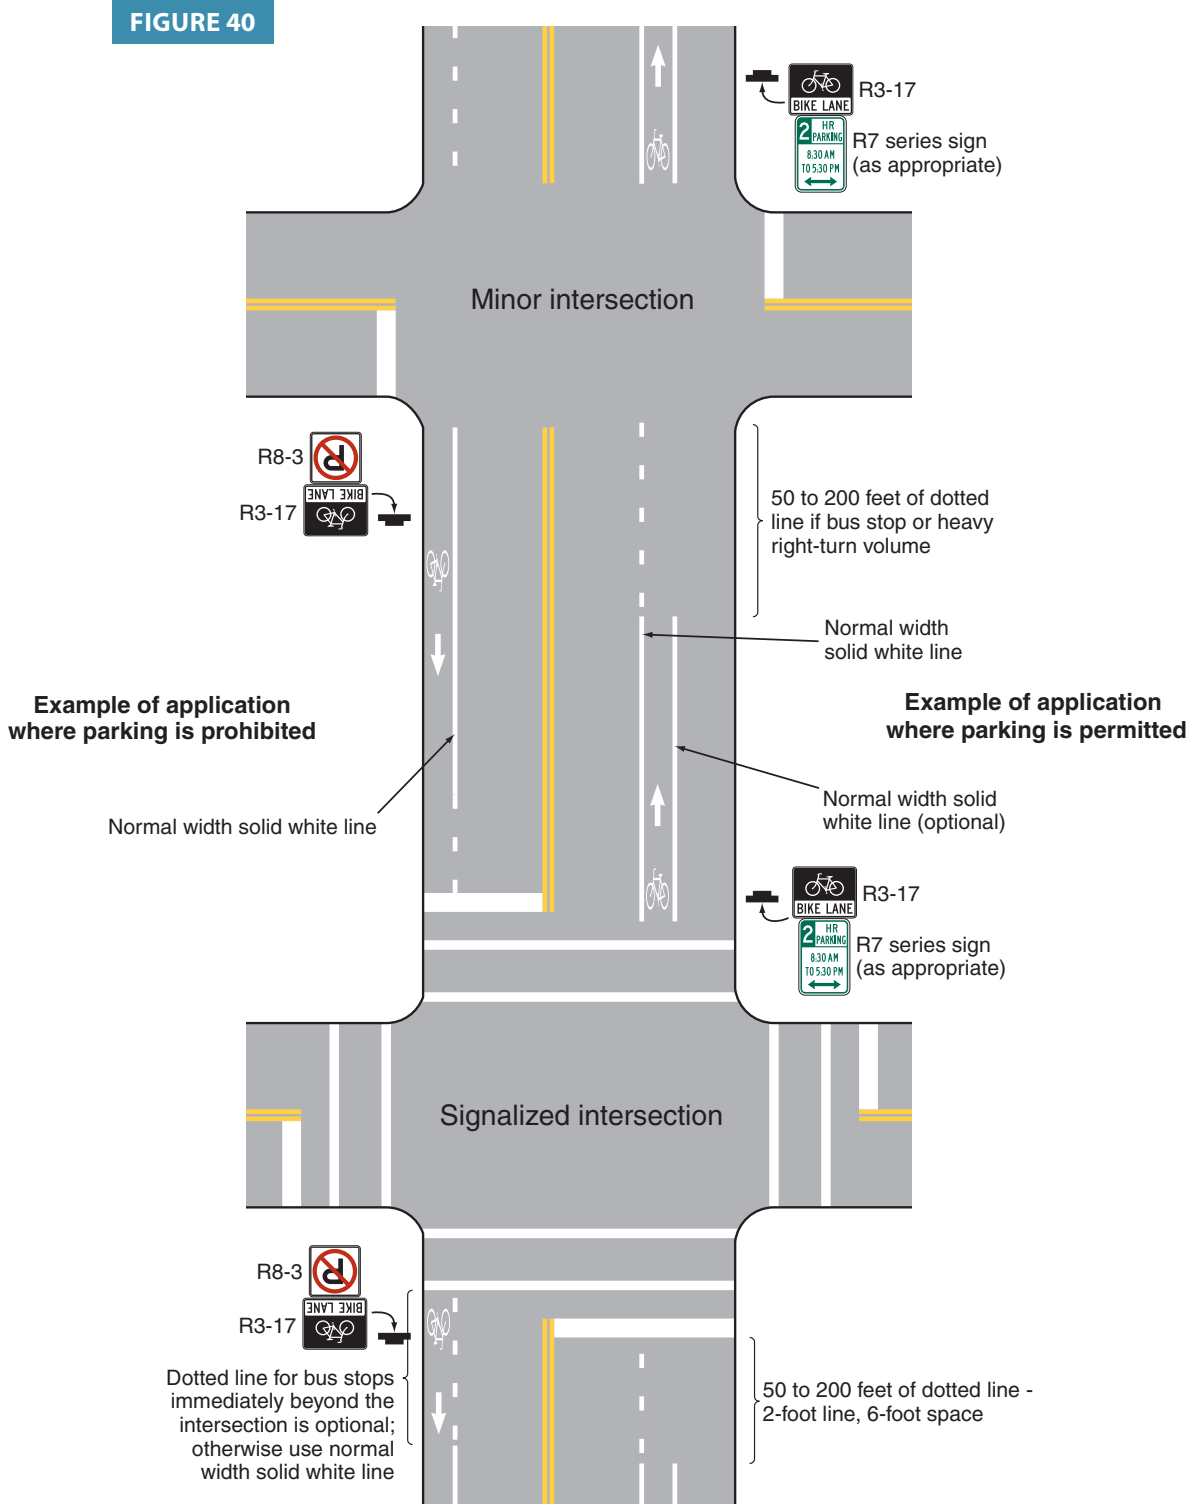 FIGURE 40
BIKE LANE
R3-17
2 HR
PARKING
8:30 AM
TO 5:30 PM
R7 series sign
(as appropriate)
Minor intersection
R8-3
P
BIKE LANE
R3-17
50 to 200 feet of dotted
line if bus stop or heavy
right-turn volume
Normal width
solid white line
Example of application
where parking is prohibited
Example of application
where parking is permitted
Normal width solid white line
Normal width solid
white line (optional)
BIKE LANE
R3-17
2 HR
PARKING
8:30 AM
TO 5:30 PM
R7 series sign
(as appropriate)
Signalized intersection
R8-3
P
BIKE LANE
R3-17
Dotted line for bus stops
immediately beyond the
intersection is optional;
otherwise use normal
width solid white line
50 to 200 feet of dotted line -
2-foot line, 6-foot space